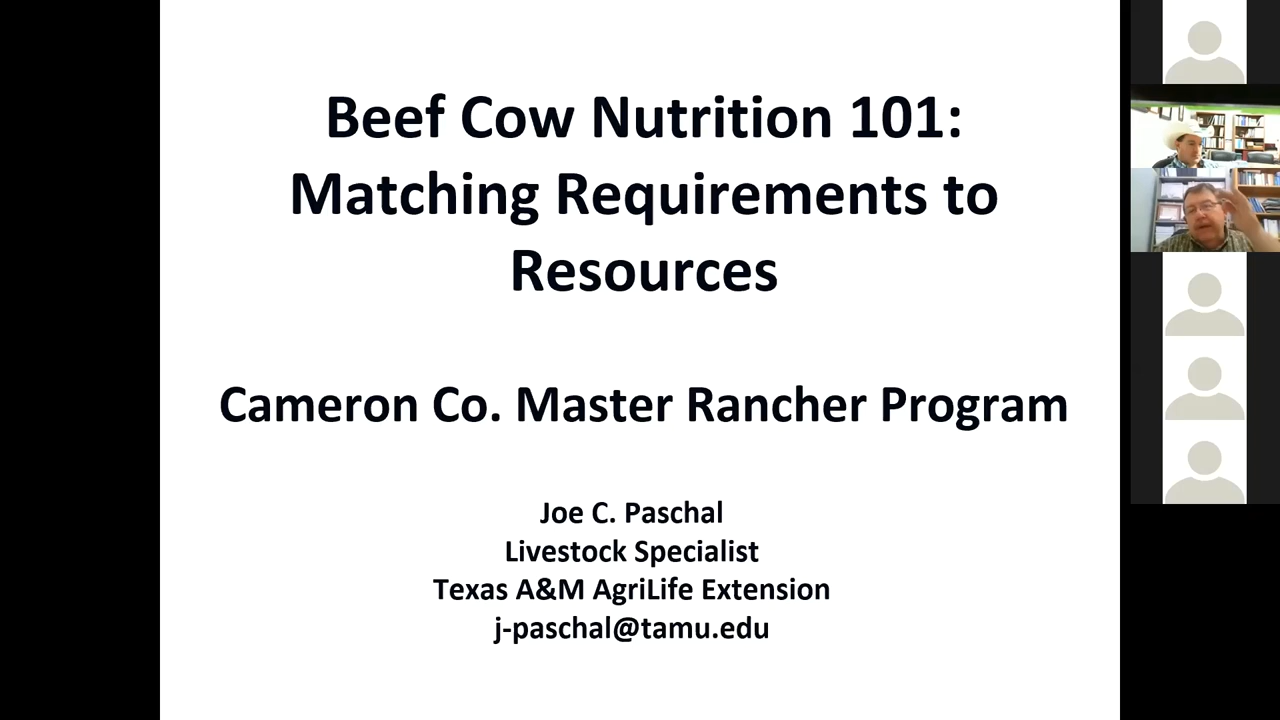 Beef Cow Nutrition 101:
Matching Requirements to
Resources
Cameron Co. Master Rancher Program
Joe C. Paschal
Livestock Specialist
Texas A&M AgriLife Extension
j-paschal@tamu.edu